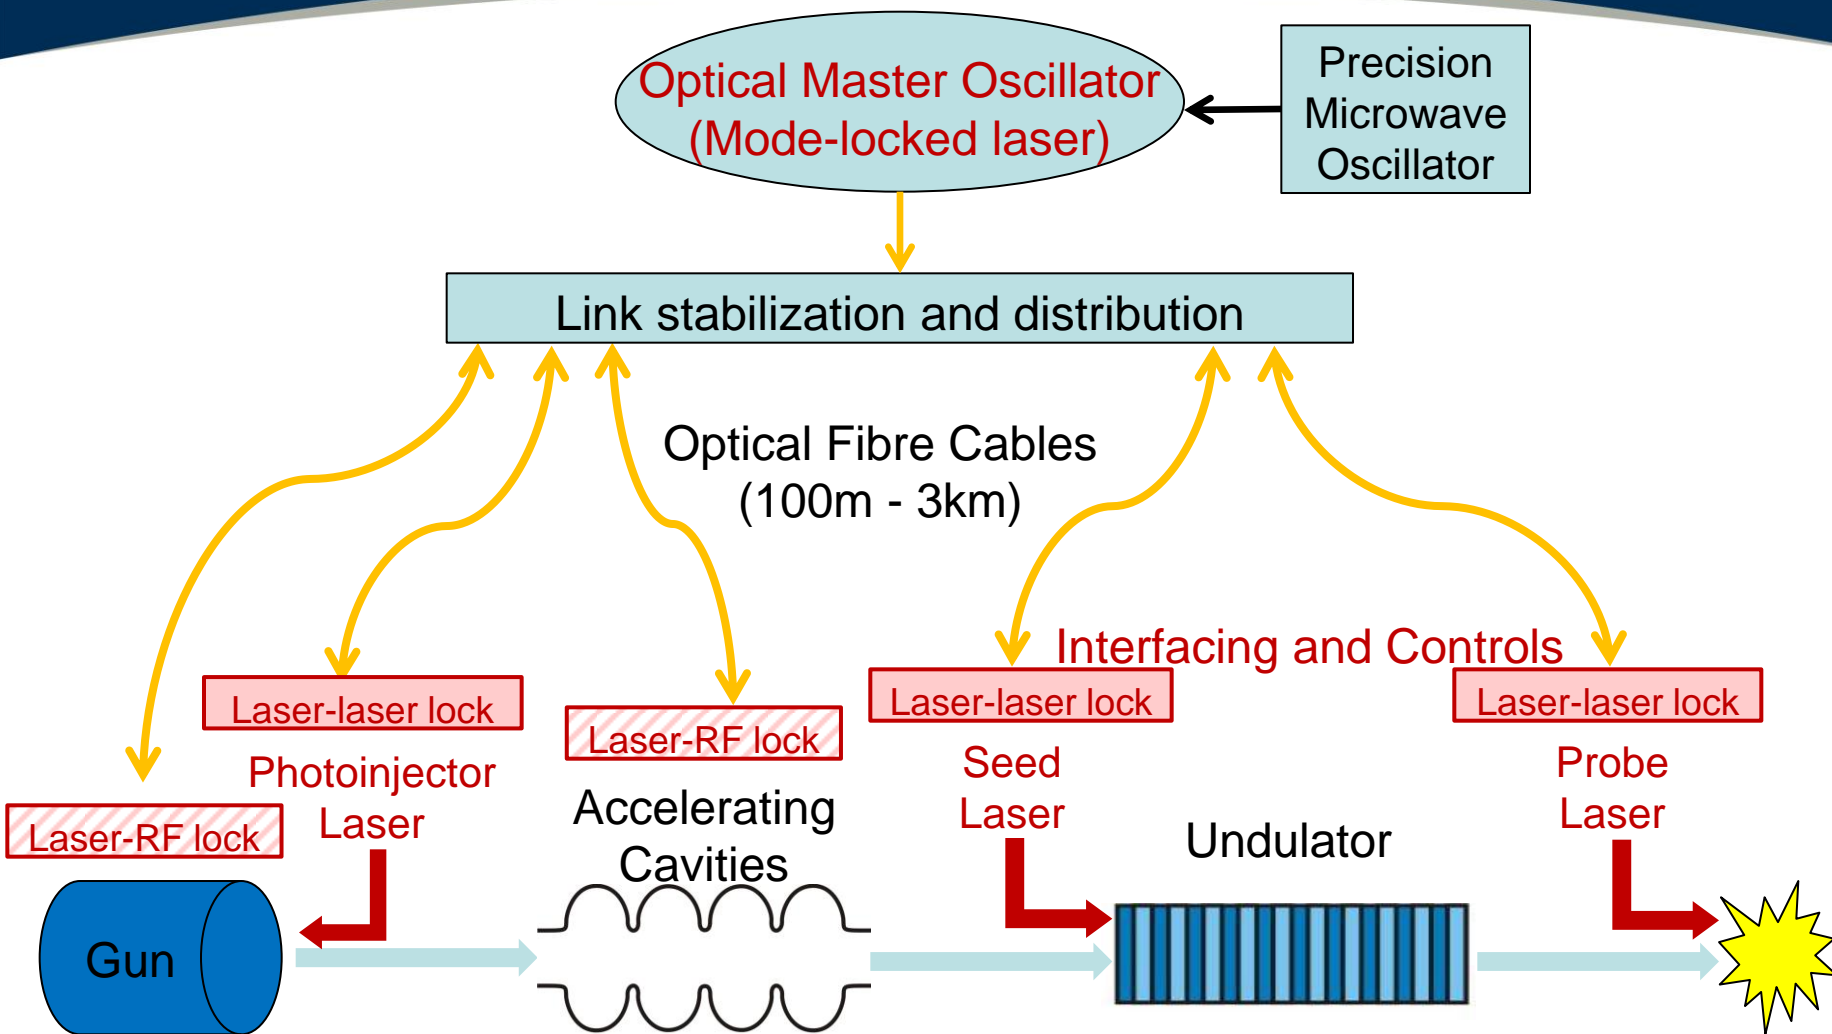 Optical Master Oscillator
(Mode-locked laser)
Precision
Microwave
Oscillator
Link stabilization and distribution
Optical Fibre Cables
(100m - 3km)
Interfacing and Controls
Laser-laser lock
Laser-RF lock
Laser-laser lock
Laser-laser lock
Photoinjector
Laser
Seed
Laser
Probe
Laser
Laser-RF lock
Accelerating
Cavities
Undulator
Gun